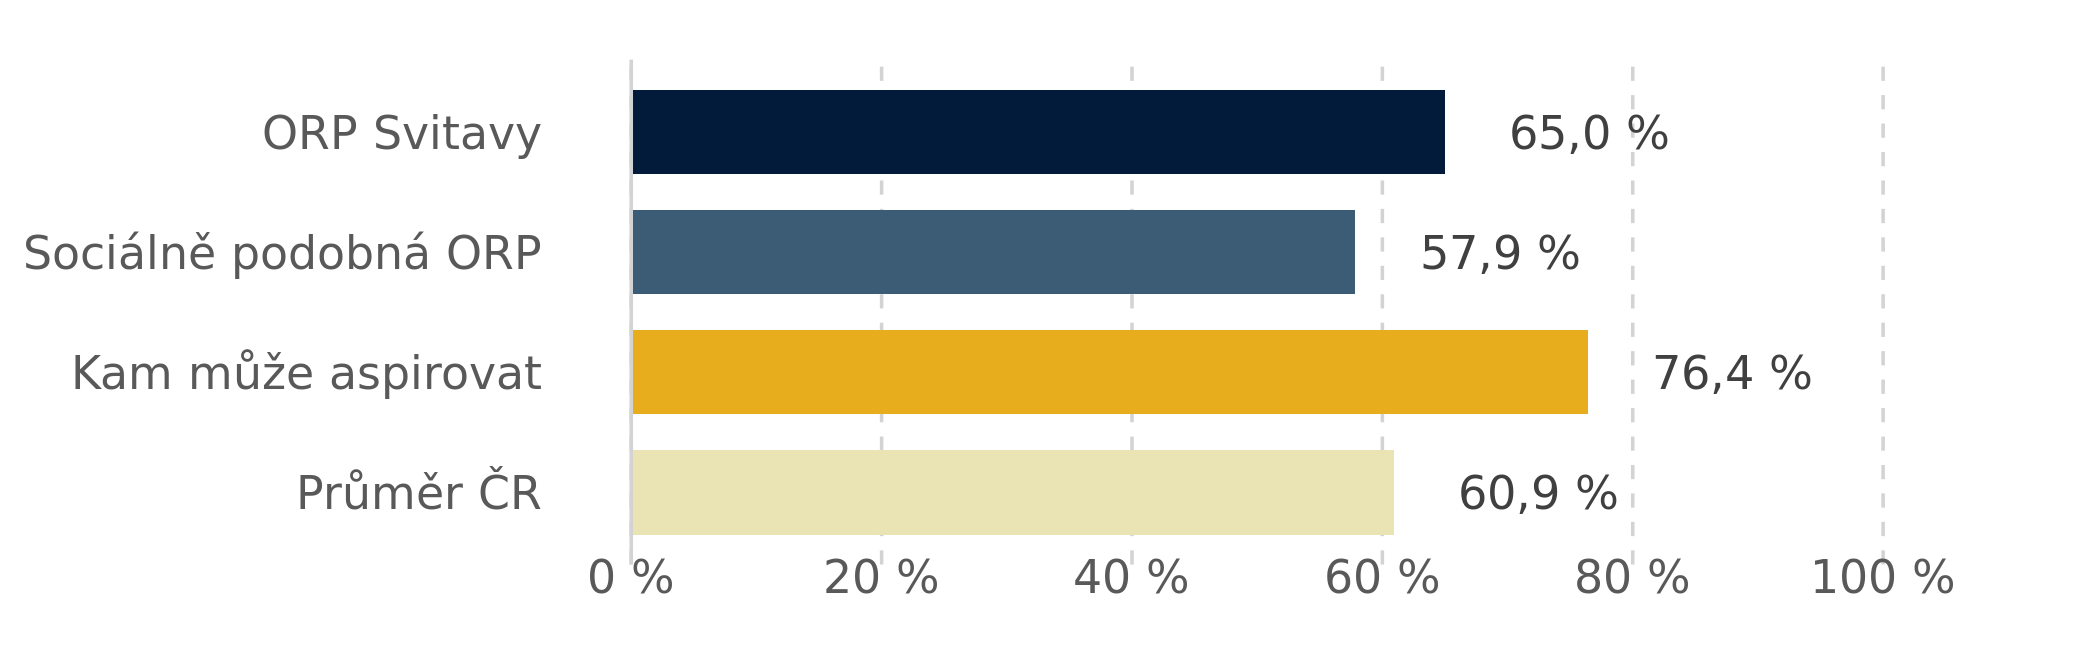 ORP Svitavy 65,0 %
Sociálně podobná ORP 57,9 %
Kam může aspirovat 76,4 %
Průměr ČR 60,9 %
0 % 20 % 40 % 60 % 80 % 100 %